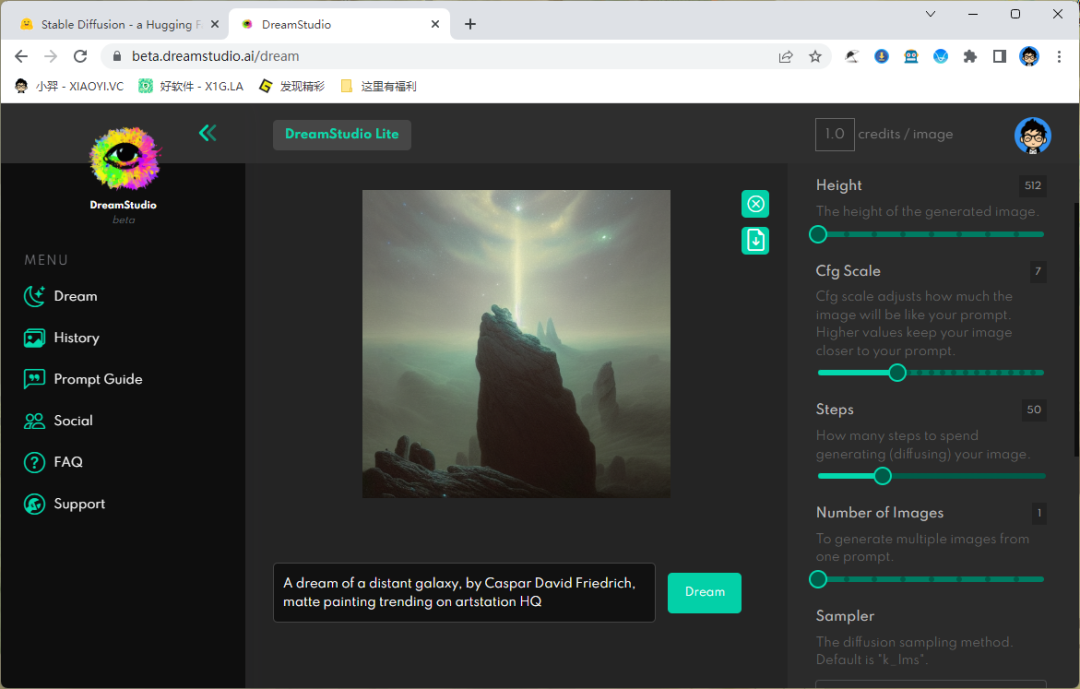 Stable Diffusion - a Hugging F
DreamStudio
beta.dreamstudio.ai/dream
小羿 - XIAOYI.VC
好软件 - X1G.LA
发现精彩
这里有福利
DreamStudio
beta
MENU
Dream
History
Prompt Guide
Social
FAQ
Support
DreamStudio Lite
A dream of a distant galaxy, by Caspar David Friedrich,
matte painting trending on artstation HQ
Dream
1.0 credits / image
Height 512
The height of the generated image.
Cfg Scale 7
Cfg scale adjusts how much the
image will be like your prompt.
Higher values keep your image
closer to your prompt.
Steps 50
How many steps to spend
generating (diffusing) your image.
Number of Images 1
To generate multiple images from
one prompt.
Sampler
The diffusion sampling method.
Default is "k_lms".